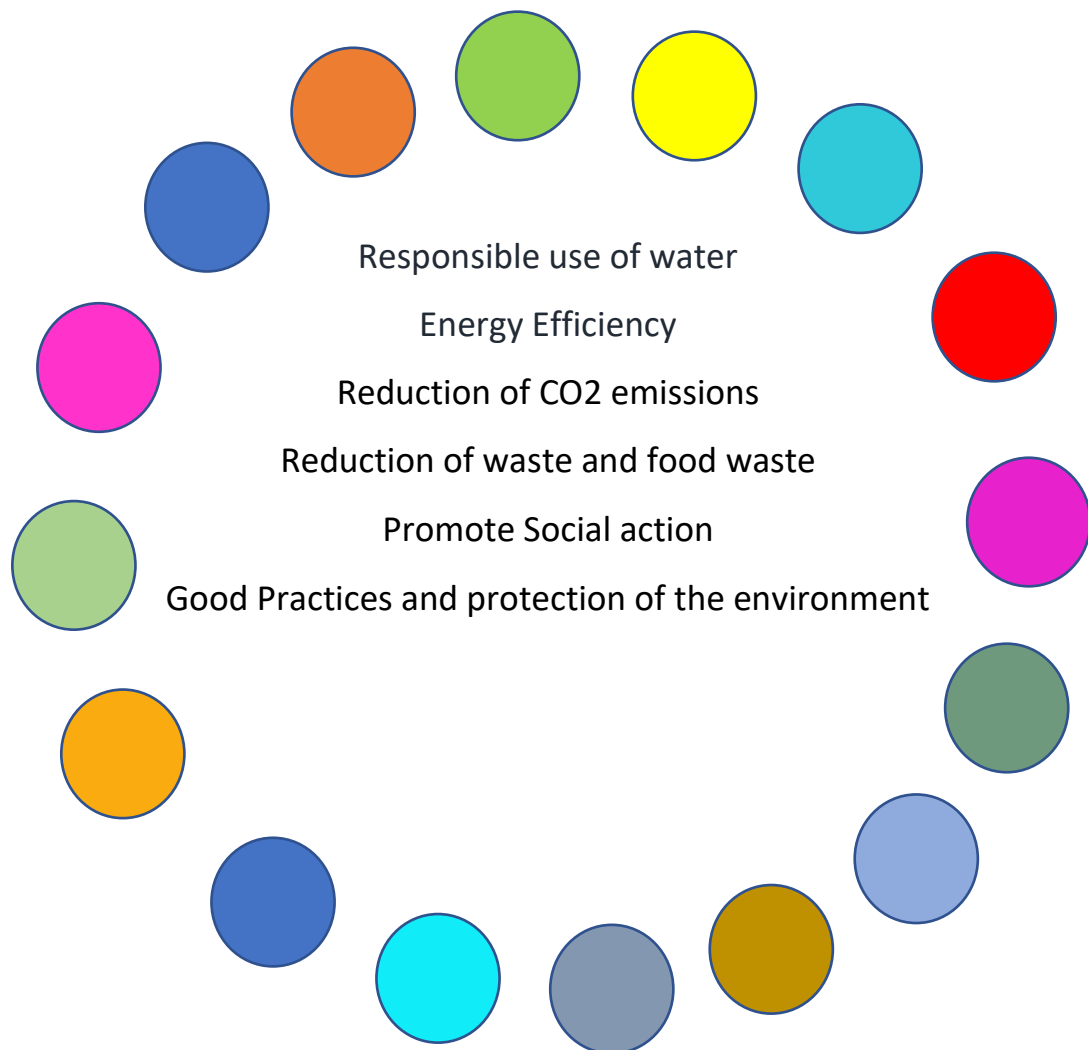 Responsible use of water
Energy Efficiency
Reduction of CO2 emissions
Reduction of waste and food waste
Promote Social action
Good Practices and protection of the environment